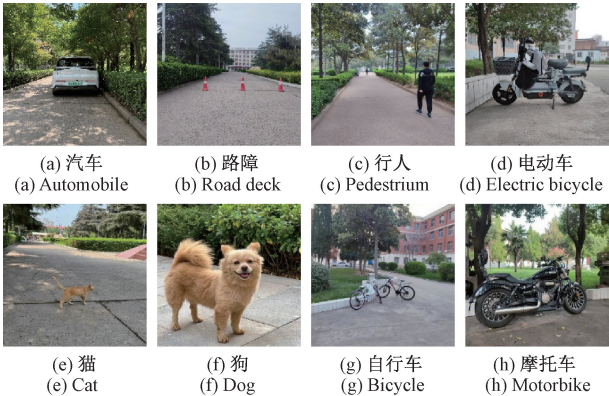 (a) 汽车
(a) Automobile
(b) 路障
(b) Road deck
(c) 行人
(c) Pedestrium
(d) 电动车
(d) Electric bicycle
(e) 猫
(e) Cat
(f) 狗
(f) Dog
(g) 自行车
(g) Bicycle
(h) 摩托车
(h) Motorbike